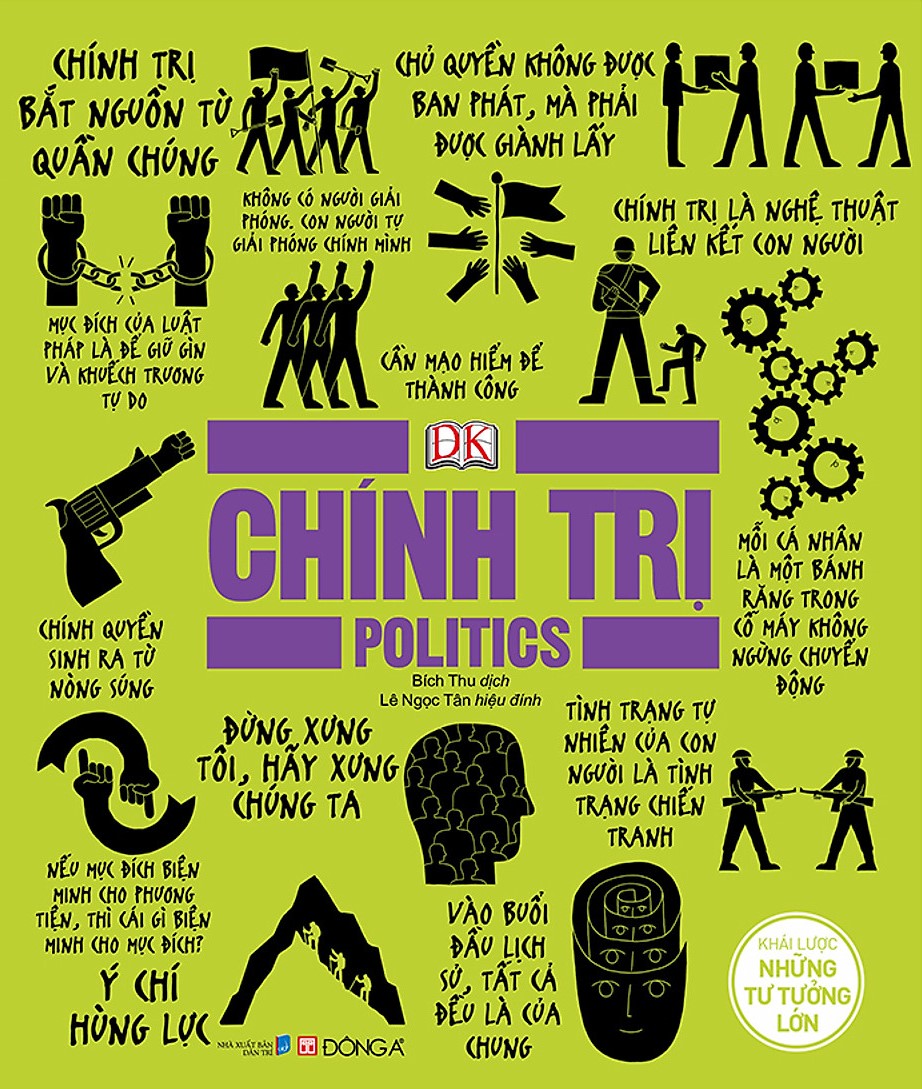 CHÍNH TRỊ
BẮT NGUỒN TỪ
QUẦN CHÚNG
CHỦ QUYỀN KHÔNG ĐƯỢC
BAN PHÁT, MÀ PHẢI
ĐƯỢC GIÀNH LẤY
KHÔNG CÓ NGƯỜI GIẢI
PHÓNG. CON NGƯỜI TỰ
GIẢI PHÓNG CHÍNH MÌNH
CHÍNH TRỊ LÀ NGHỆ THUẬT
LIÊN KẾT CON NGƯỜI
MỤC ĐÍCH CỦA LUẬT
PHÁP LÀ ĐỂ GIỮ GÌN
VÀ KHUẾCH TRƯƠNG
TỰ DO
CẦN MẠO HIỂM ĐỂ
THÀNH CÔNG
DK
CHÍNH TRỊ
POLITICS
Bích Thu dịch
Lê Ngọc Tân hiệu đính
CHÍNH QUYỀN
SINH RA TỪ
NÒNG SÚNG
MỖI CÁ NHÂN
LÀ MỘT BÁNH
RĂNG TRONG
CỖ MÁY KHÔNG
NGỪNG CHUYỂN
ĐỘNG
ĐỪNG XƯNG
TÔI, HÃY XƯNG
CHÚNG TA
TÌNH TRẠNG TỰ
NHIÊN CỦA CON
NGƯỜI LÀ TÌNH
TRẠNG CHIẾN
TRANH
NẾU MỤC ĐÍCH BIỆN
MINH CHO PHƯƠNG
TIỆN, THÌ CÁI GÌ BIỆN
MINH CHO MỤC ĐÍCH?
Ý CHÍ
HÙNG LỰC
VÀO BUỔI
ĐẦU LỊCH
SỬ, TẤT CẢ
ĐỀU LÀ CỦA
CHUNG
KHÁI LƯỢC
NHỮNG
TƯ TƯỞNG
LỚN
NHÀ XUẤT BẢN
DÂN TRÍ
ĐÔNG A